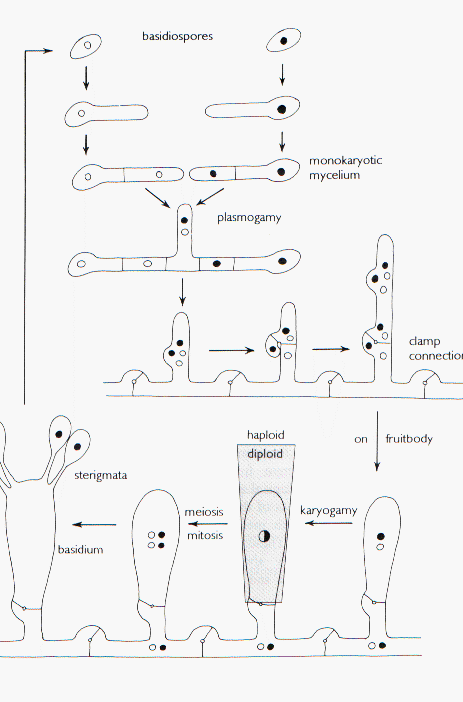 basidiospores
monokaryotic
mycelium
plasmogamy
clamp
connection
haploid
diploid
on fruitbody
sterigmata
meiosis
karyogamy
mitosis
basidium